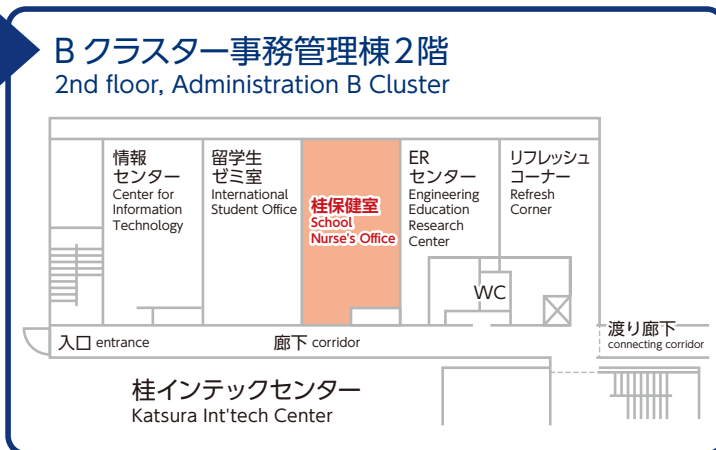 B クラスター事務管理棟2階
2nd floor, Administration B Cluster
情報
センター
Center for
Information
Technology
留学生
ゼミ室
International
Student Office
桂保健室
School
Nurse's Office
ER
センター
Engineering
Education
Research
Center
リフレッシュ
コーナー
Refresh
Corner
WC
入口 entrance
廊下 corridor
渡り廊下
connecting corridor
桂インテックセンター
Katsura Int'tech Center